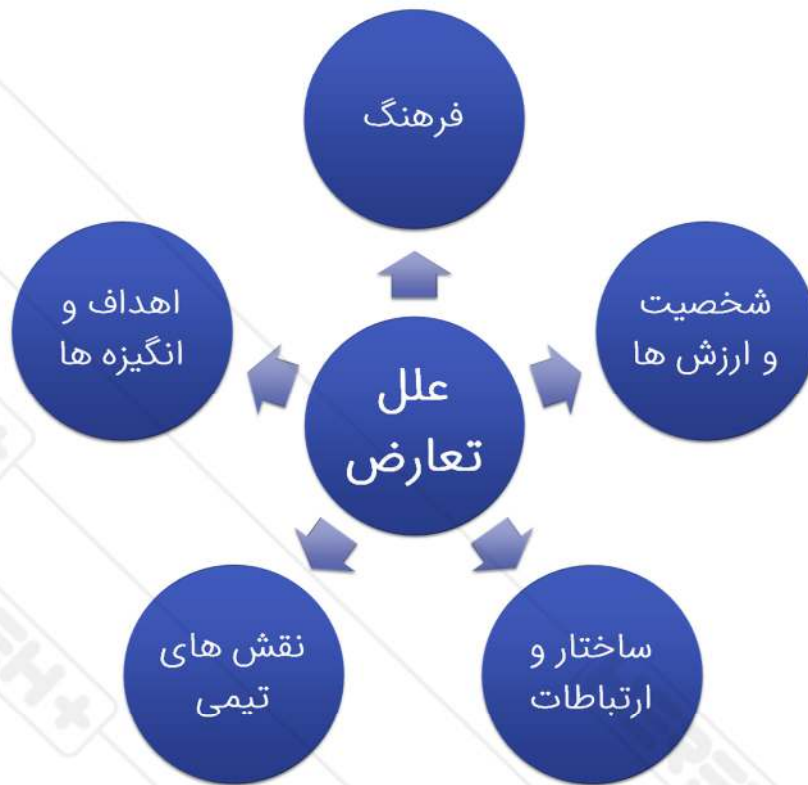 فرهنگ
شخصیت
و ارزش ها
ساختار و
ارتباطات
نقش های
تیمی
اهداف و
انگیزه ها
علل
تعارض